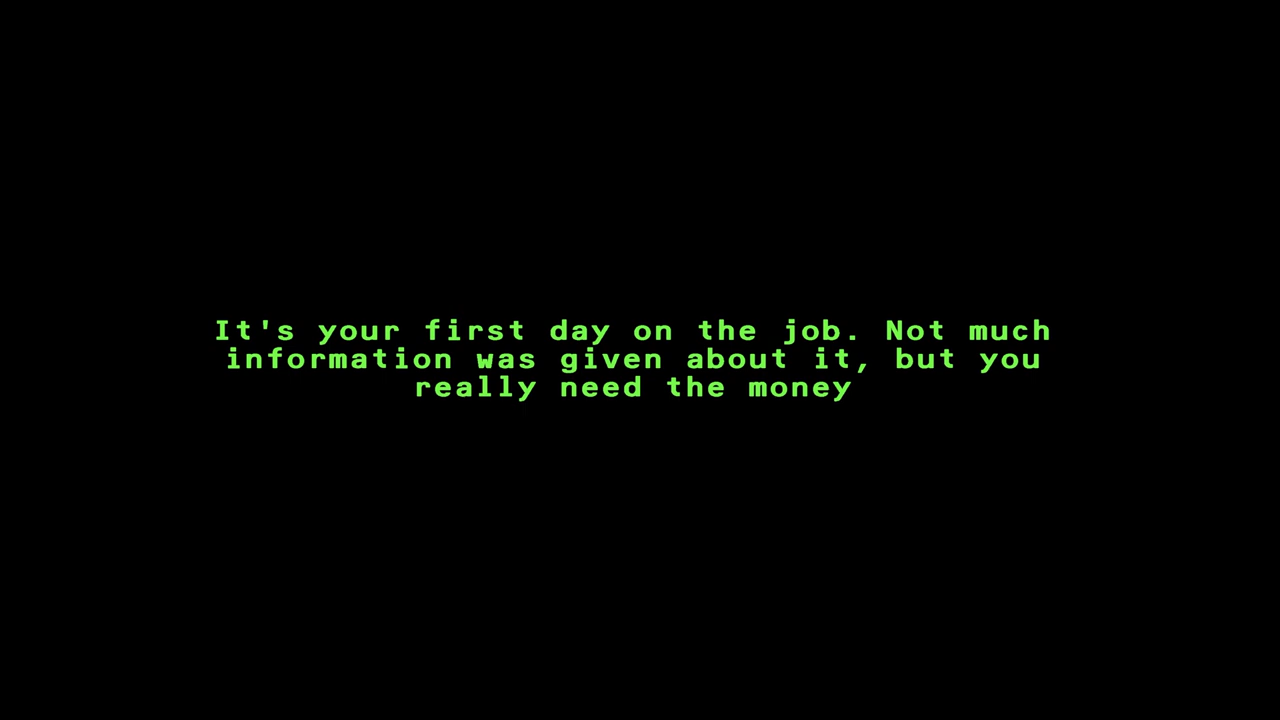 It's your first day on the job. Not much
information was given about it, but you
really need the money